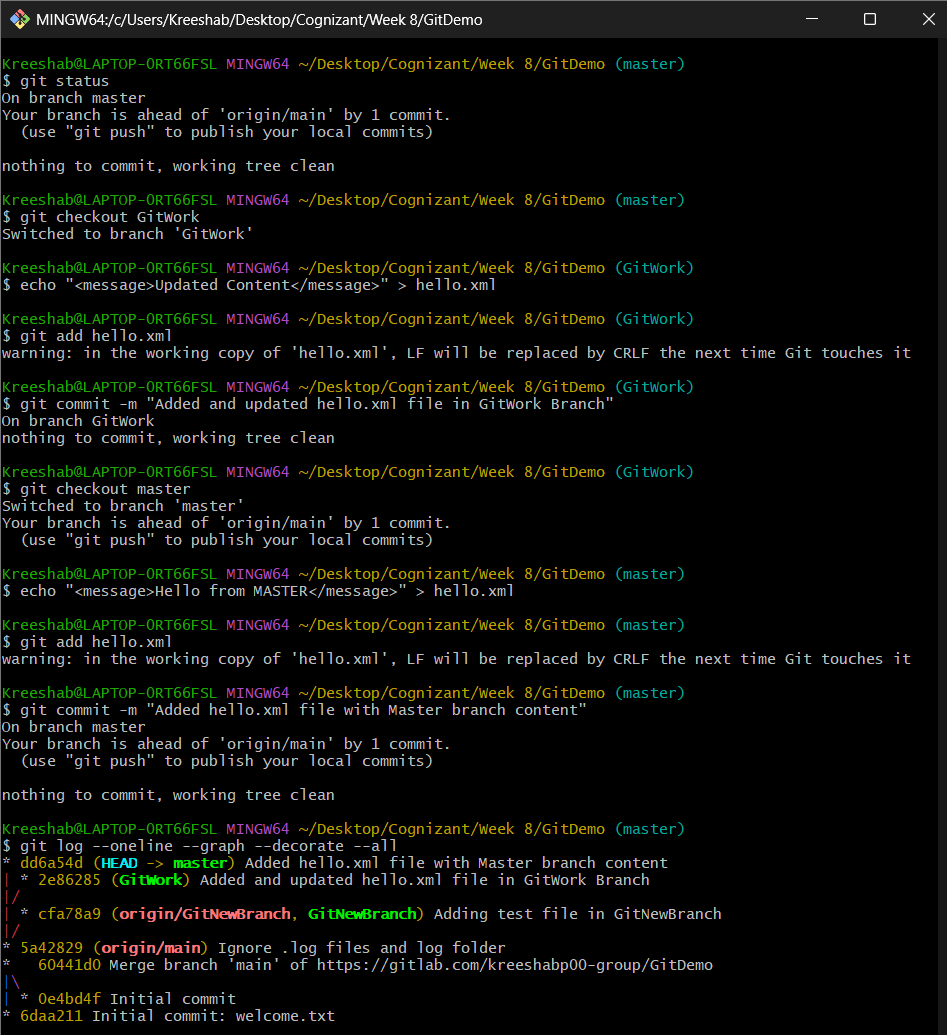 MINGW64:/c/Users/Kreeshab/Desktop/Cognizant/Week 8/GitDemo
Kreeshab@LAPTOP-ORT66FSL MINGW64 ~/Desktop/Cognizant/Week 8/GitDemo (master)
$ git status
On branch master
Your branch is ahead of 'origin/main' by 1 commit.
  (use "git push" to publish your local commits)
nothing to commit, working tree clean
Kreeshab@LAPTOP-ORT66FSL MINGW64 ~/Desktop/Cognizant/Week 8/GitDemo (master)
$ git checkout GitWork
Switched to branch 'GitWork'
Kreeshab@LAPTOP-ORT66FSL MINGW64 ~/Desktop/Cognizant/Week 8/GitDemo (GitWork)
$ echo "<message>Updated Content</message>" > hello.xml
Kreeshab@LAPTOP-ORT66FSL MINGW64 ~/Desktop/Cognizant/Week 8/GitDemo (GitWork)
$ git add hello.xml
warning: in the working copy of 'hello.xml', LF will be replaced by CRLF the next time Git touches it
Kreeshab@LAPTOP-ORT66FSL MINGW64 ~/Desktop/Cognizant/Week 8/GitDemo (GitWork)
$ git commit -m "Added and updated hello.xml file in GitWork Branch"
On branch GitWork
nothing to commit, working tree clean
Kreeshab@LAPTOP-ORT66FSL MINGW64 ~/Desktop/Cognizant/Week 8/GitDemo (GitWork)
$ git checkout master
Switched to branch 'master'
Your branch is ahead of 'origin/main' by 1 commit.
  (use "git push" to publish your local commits)
Kreeshab@LAPTOP-ORT66FSL MINGW64 ~/Desktop/Cognizant/Week 8/GitDemo (master)
$ echo "<message>Hello from MASTER</message>" > hello.xml
Kreeshab@LAPTOP-ORT66FSL MINGW64 ~/Desktop/Cognizant/Week 8/GitDemo (master)
$ git add hello.xml
warning: in the working copy of 'hello.xml', LF will be replaced by CRLF the next time Git touches it
Kreeshab@LAPTOP-ORT66FSL MINGW64 ~/Desktop/Cognizant/Week 8/GitDemo (master)
$ git commit -m "Added hello.xml file with Master branch content"
On branch master
Your branch is ahead of 'origin/main' by 1 commit.
  (use "git push" to publish your local commits)
nothing to commit, working tree clean
Kreeshab@LAPTOP-ORT66FSL MINGW64 ~/Desktop/Cognizant/Week 8/GitDemo (master)
$ git log --oneline --graph --decorate --all
* dd6a54d (HEAD -> master) Added hello.xml file with Master branch content
| * 2e86285 (GitWork) Added and updated hello.xml file in GitWork Branch
|/
| * cfa78a9 (origin/GitNewBranch, GitNewBranch) Adding test file in GitNewBranch
|/
* 5a42829 (origin/main) Ignore .log files and log folder
*   60441d0 Merge branch 'main' of https://gitlab.com/kreeshabp00-group/GitDemo
|\
| * 0e4bd4f Initial commit
* 6daa211 Initial commit: welcome.txt